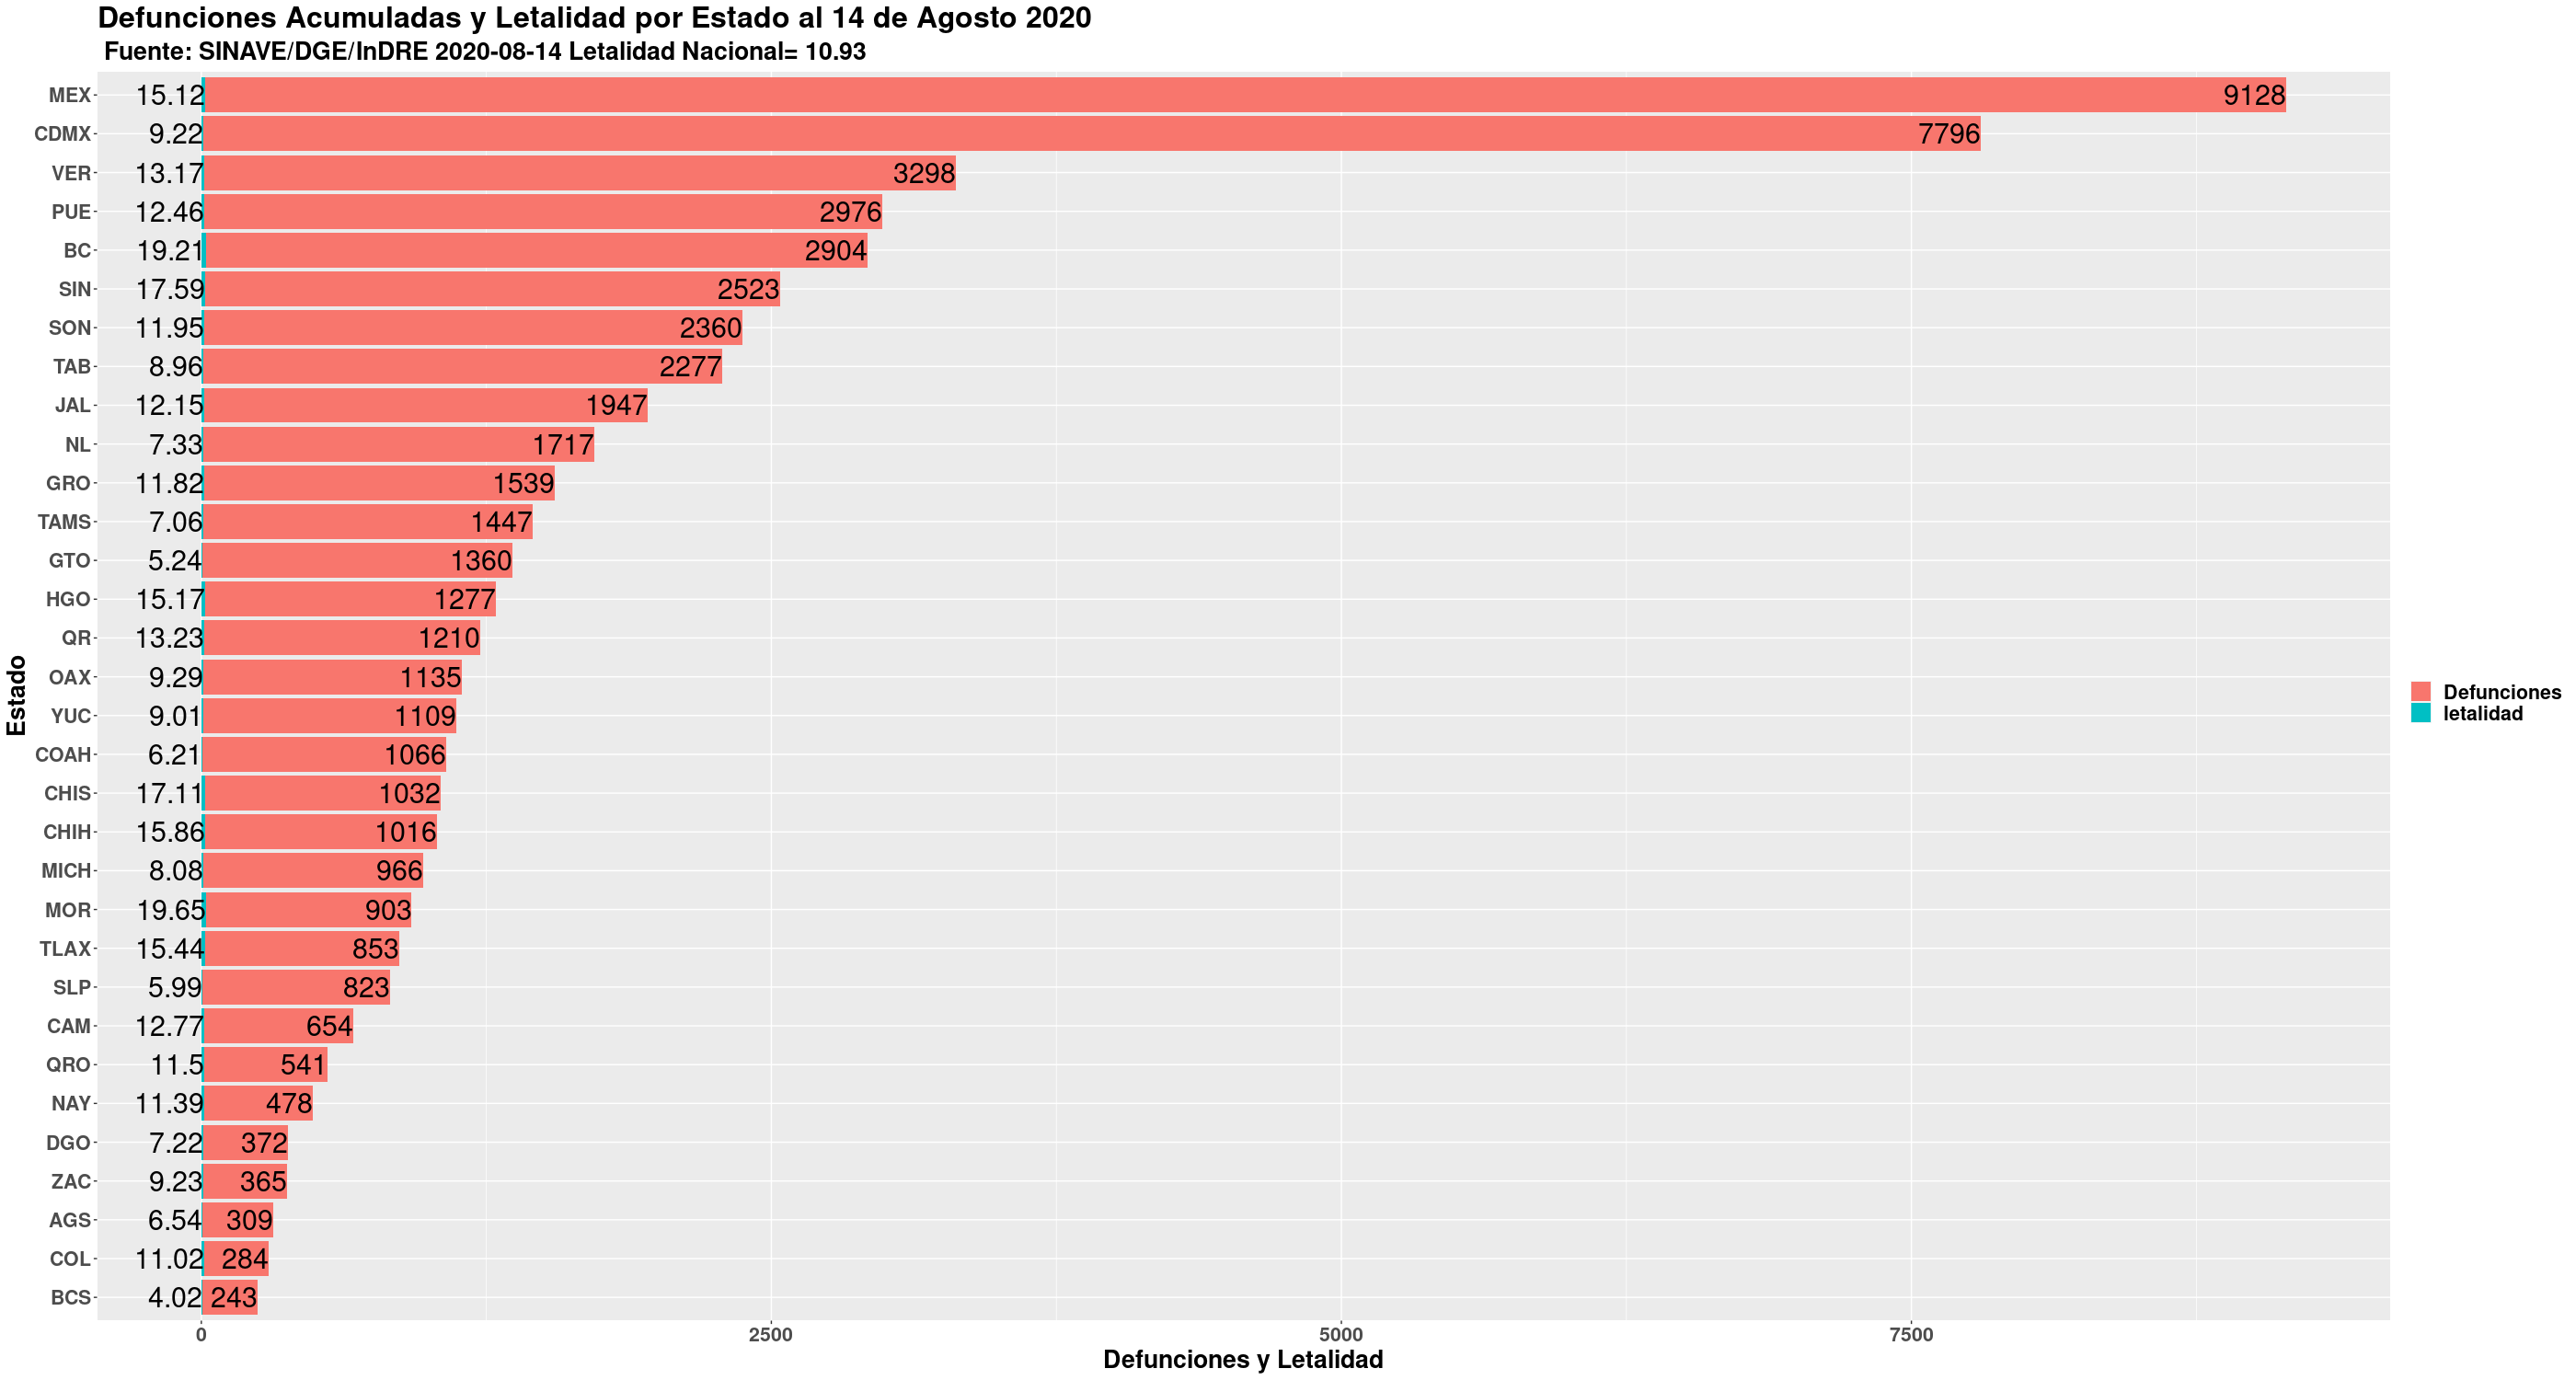 Defunciones Acumuladas y Letalidad por Estado al 14 de Agosto 2020
Fuente: SINAVE/DGE/InDRE 2020-08-14 Letalidad Nacional= 10.93
MEX 15.12 9128
CDMX 9.22 7796
VER 13.17 3298
PUE 12.46 2976
BC 19.21 2904
SIN 17.59 2523
SON 11.95 2360
TAB 8.96 2277
JAL 12.15 1947
NL 7.33 1717
GRO 11.82 1539
TAMS 7.06 1447
GTO 5.24 1360
HGO 15.17 1277
QR 13.23 1210
OAX 9.29 1135
YUC 9.01 1109
COAH 6.21 1066
CHIS 17.11 1032
CHIH 15.86 1016
MICH 8.08 966
MOR 19.65 903
TLAX 15.44 853
SLP 5.99 823
CAM 12.77 654
QRO 11.5 541
NAY 11.39 478
DGO 7.22 372
ZAC 9.23 365
AGS 6.54 309
COL 11.02 284
BCS 4.02 243
0 2500 5000 7500
Defunciones y Letalidad
Estado
Defunciones
letalidad